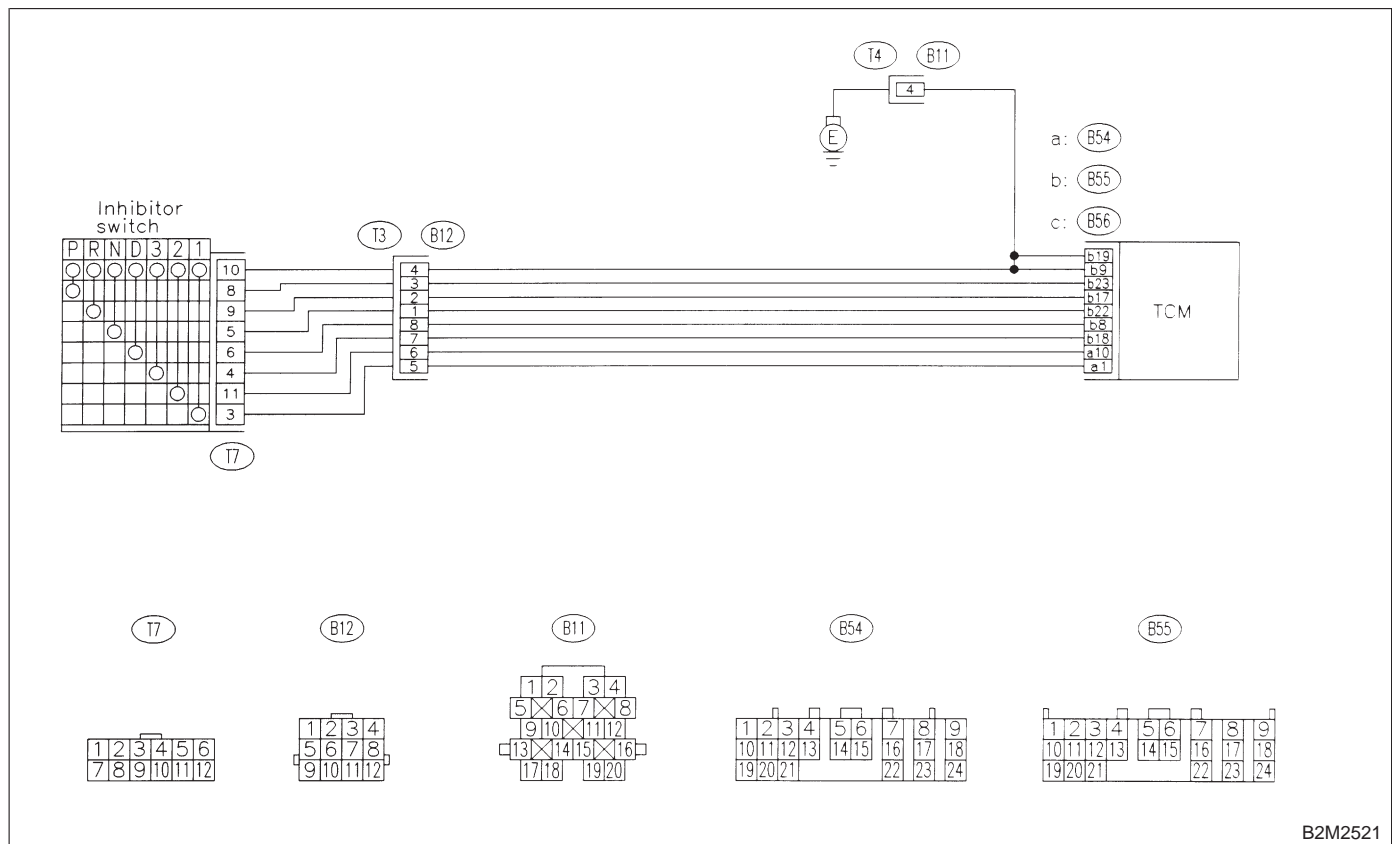 T4 B11
4
E
a: B54
b: B55
c: B56
Inhibitor
switch
P R N D 3 2 1
T3 B12
10
8
9
5
6
4
11
3
T7
4
3
2
1
8
7
6
5
b19
b9
b23
b17
b22
b8
b18
a10
a1
TCM
T7
1 2 3 4 5 6
7 8 9 10 11 12
B12
1 2 3 4
5 6 7 8
9 10 11 12
B11
1 2 3 4
5 6 7 8
9 10 11 12
13 14 15 16
17 18 19 20
B54
1 2 3 4 5 6 7 8 9
10 11 12 13 14 15 16 17 18
19 20 21 22 23 24
B55
1 2 3 4 5 6 7 8 9
10 11 12 13 14 15 16 17 18
19 20 21 22 23 24
B2M2521